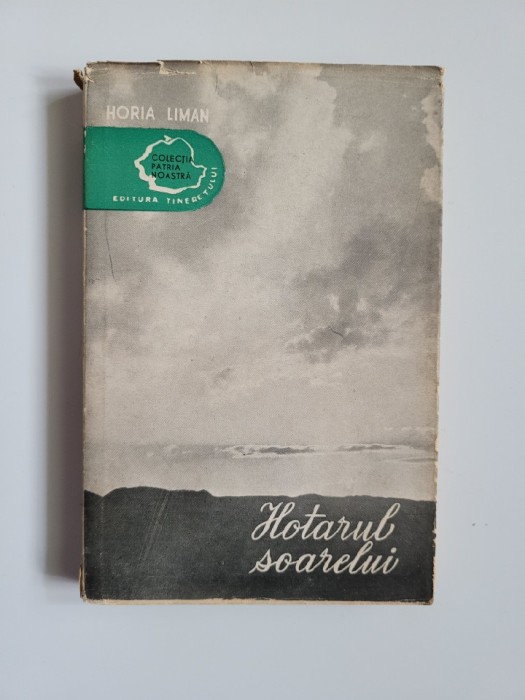 HORIA LIMAN
COLECȚIA
PATRIA
NOASTRĂ
EDITURA TINERETULUI
Hotarul
soarelui